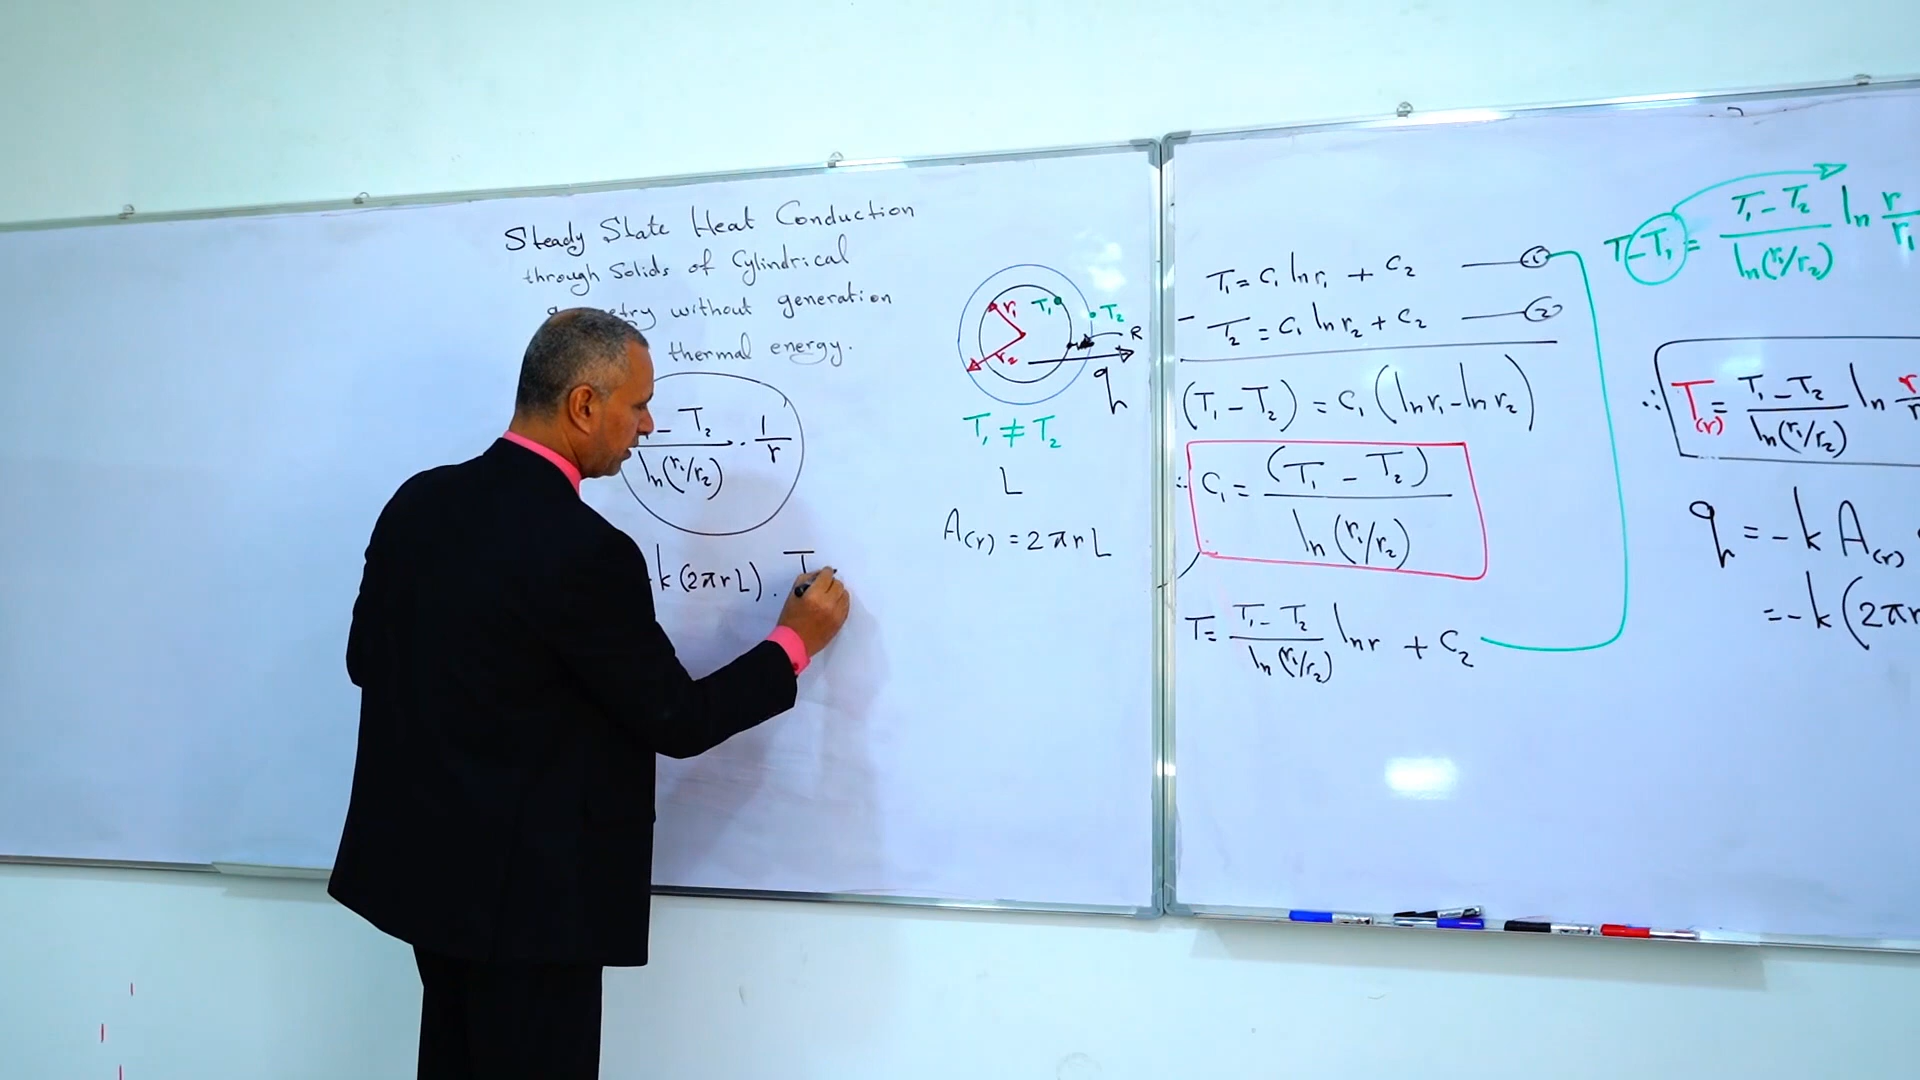 Steady State Heat Conduction
through Solids of Cylindrical
without generation
thermal energy.
- T₂ / ln(r₁/r₂) · 1/r
k(2πrL) · T
r₁ T₁ T₂
r₂ R
q
T₁ ≠ T₂
L
A(r) = 2πrL
T₁ = C₁ ln r₁ + C₂ — ①
- T₂ = C₁ ln r₂ + C₂ — ②
(T₁ - T₂) = C₁ (ln r₁ - ln r₂)
∴ C₁ = (T₁ - T₂) / ln(r₁/r₂)
T = T₁ - T₂ / ln(r₁/r₂) ln r + C₂
T - T₁ = T₁ - T₂ / ln(r₁/r₂) ln r/r₁
∴ T(r) = T₁ - T₂ / ln(r₁/r₂) ln r/r
q = -k A(r)
= -k (2πr